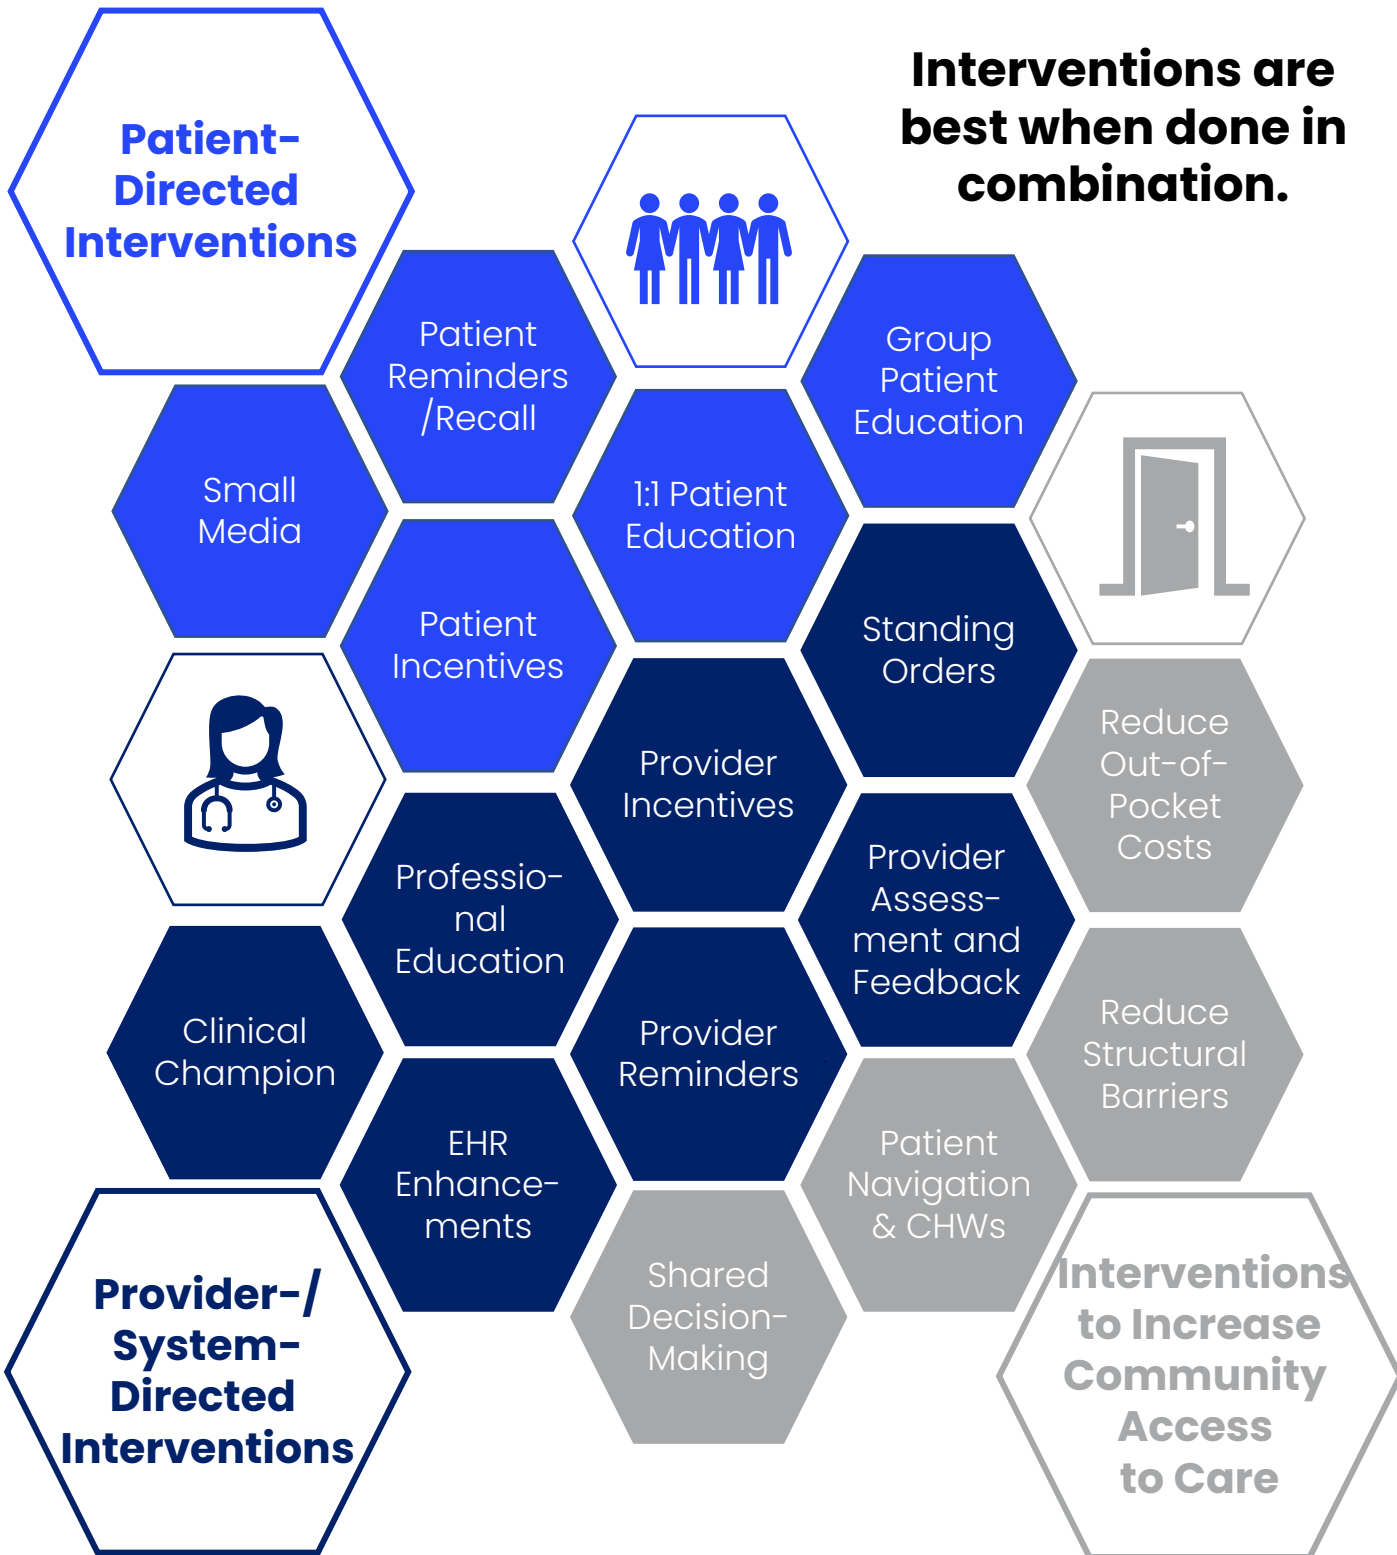 Patient-
Directed
Interventions
Interventions are
best when done in
combination.
Patient
Reminders
/Recall
Group
Patient
Education
Small
Media
1:1 Patient
Education
Patient
Incentives
Standing
Orders
Provider
Incentives
Reduce
Out-of-
Pocket
Costs
Professio-
nal
Education
Provider
Assess-
ment and
Feedback
Clinical
Champion
Provider
Reminders
Reduce
Structural
Barriers
EHR
Enhance-
ments
Patient
Navigation
& CHWs
Shared
Decision-
Making
Provider-/
System-
Directed
Interventions
Interventions
to Increase
Community
Access
to Care